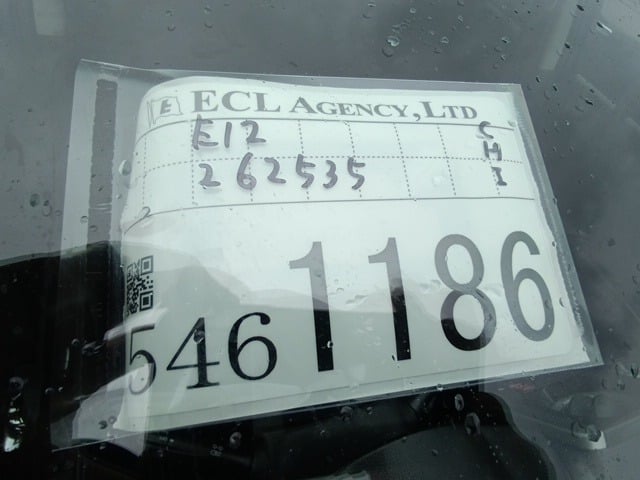 E ECL AGENCY, LTD
E12
262535
CHI
2
546 1186